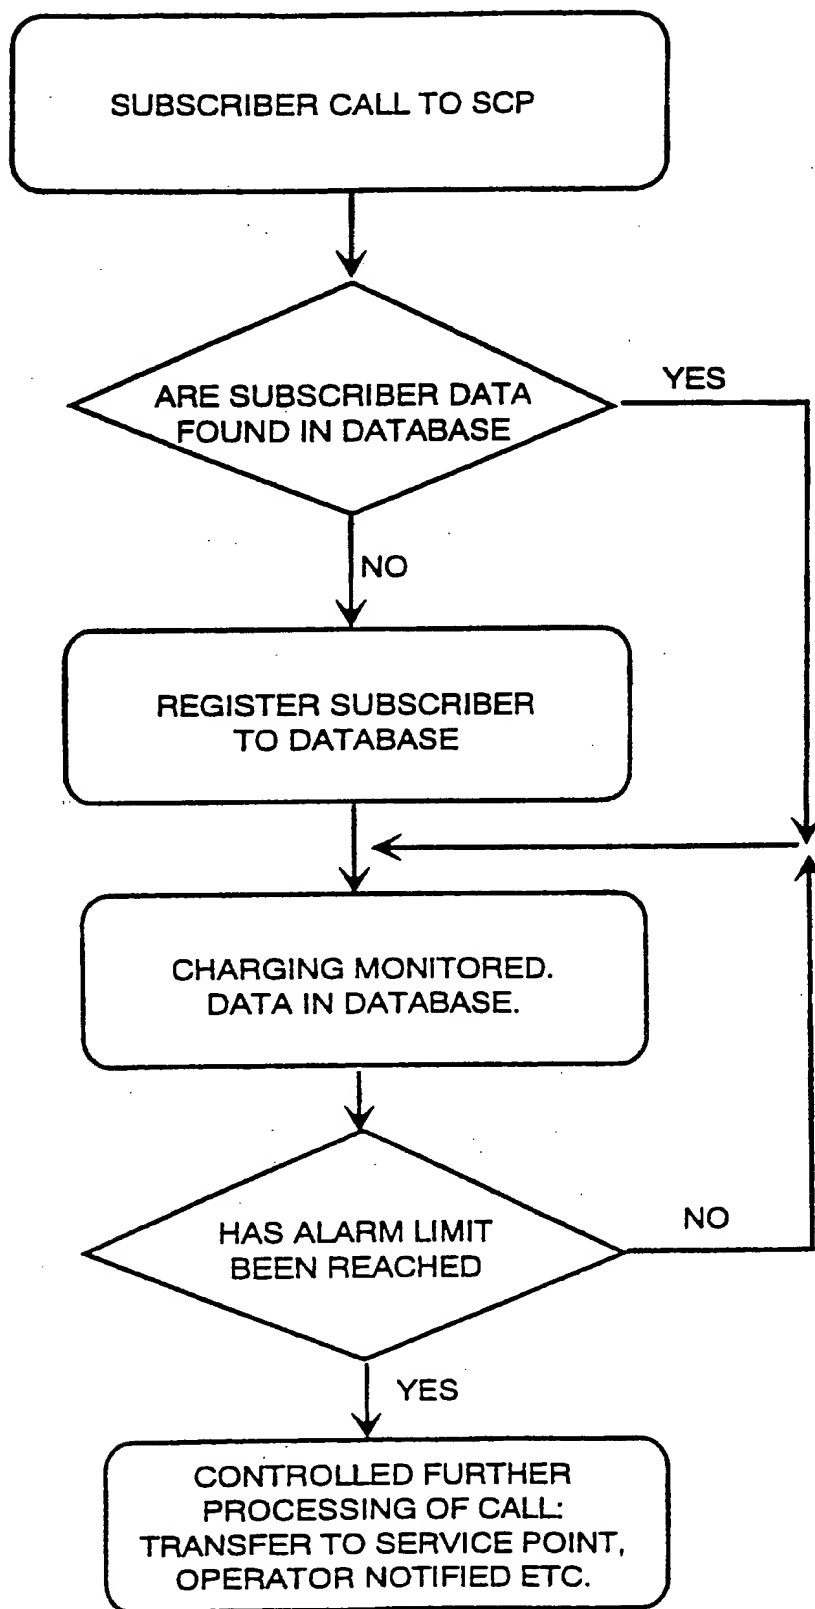 SUBSCRIBER CALL TO SCP
ARE SUBSCRIBER DATA
FOUND IN DATABASE
YES
NO
REGISTER SUBSCRIBER
TO DATABASE
CHARGING MONITORED.
DATA IN DATABASE.
HAS ALARM LIMIT
BEEN REACHED
NO
YES
CONTROLLED FURTHER
PROCESSING OF CALL:
TRANSFER TO SERVICE POINT,
OPERATOR NOTIFIED ETC.